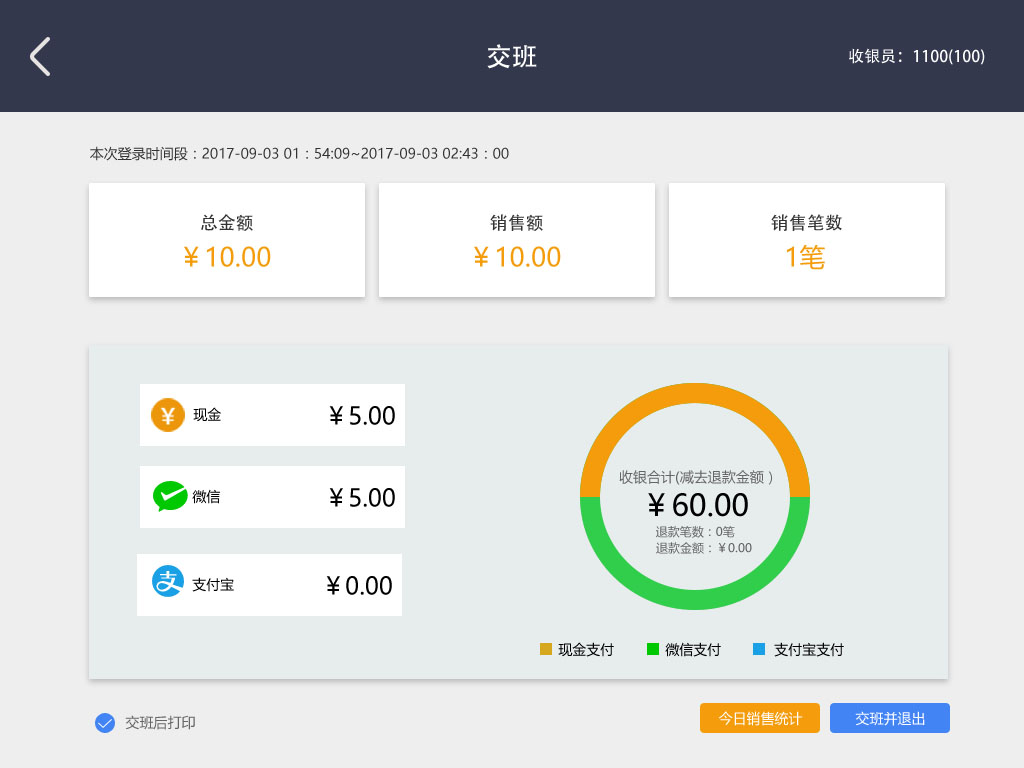 交班
收银员：1100(100)
本次登录时间段：2017-09-03 01：54:09~2017-09-03 02:43：00
总金额
¥ 10.00
销售额
¥ 10.00
销售笔数
1笔
¥ 现金 ¥ 5.00
微信 ¥ 5.00
支 支付宝 ¥ 0.00
收银合计(减去退款金额 )
¥ 60.00
退款笔数：0笔
退款金额：¥ 0.00
现金支付 微信支付 支付宝支付
交班后打印
今日销售统计
交班并退出